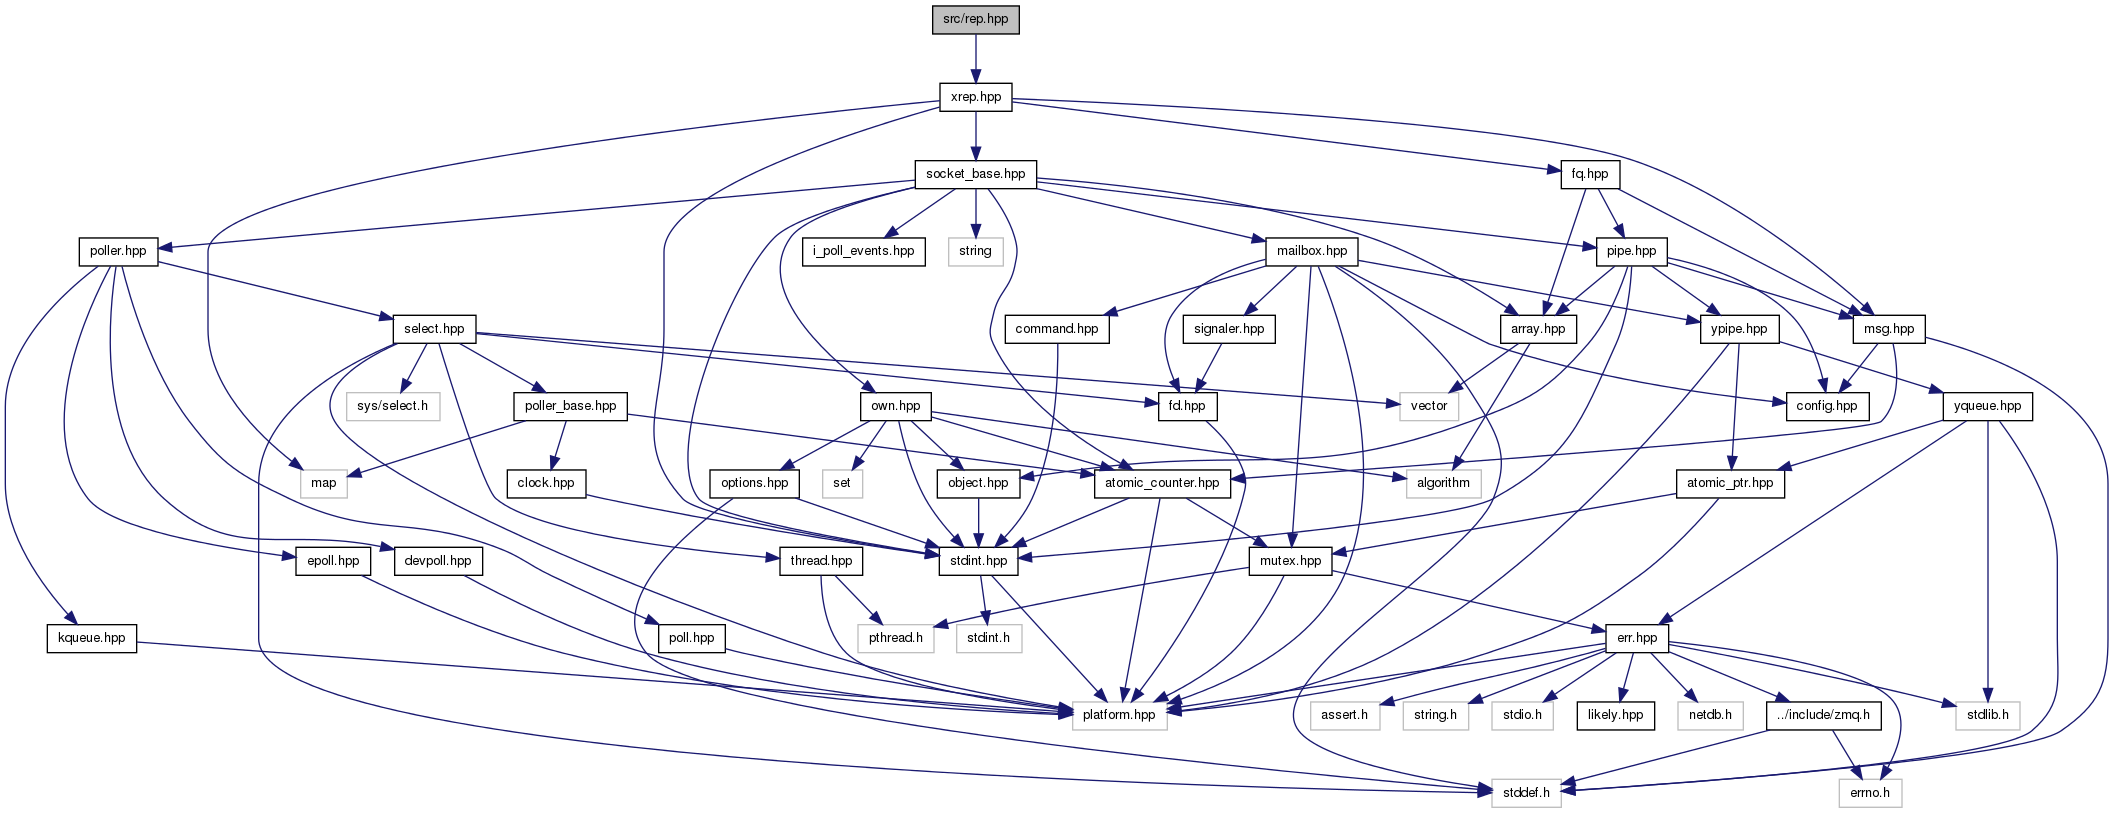 src/rep.hpp
xrep.hpp
socket_base.hpp
fq.hpp
poller.hpp
i_poll_events.hpp
string
mailbox.hpp
pipe.hpp
select.hpp
command.hpp
signaler.hpp
array.hpp
ypipe.hpp
msg.hpp
sys/select.h
poller_base.hpp
own.hpp
fd.hpp
vector
config.hpp
yqueue.hpp
map
clock.hpp
options.hpp
set
object.hpp
atomic_counter.hpp
algorithm
atomic_ptr.hpp
epoll.hpp
devpoll.hpp
thread.hpp
stdint.hpp
mutex.hpp
kqueue.hpp
poll.hpp
pthread.h
stdint.h
err.hpp
platform.hpp
assert.h
string.h
stdio.h
likely.hpp
netdb.h
../include/zmq.h
stdlib.h
stddef.h
errno.h